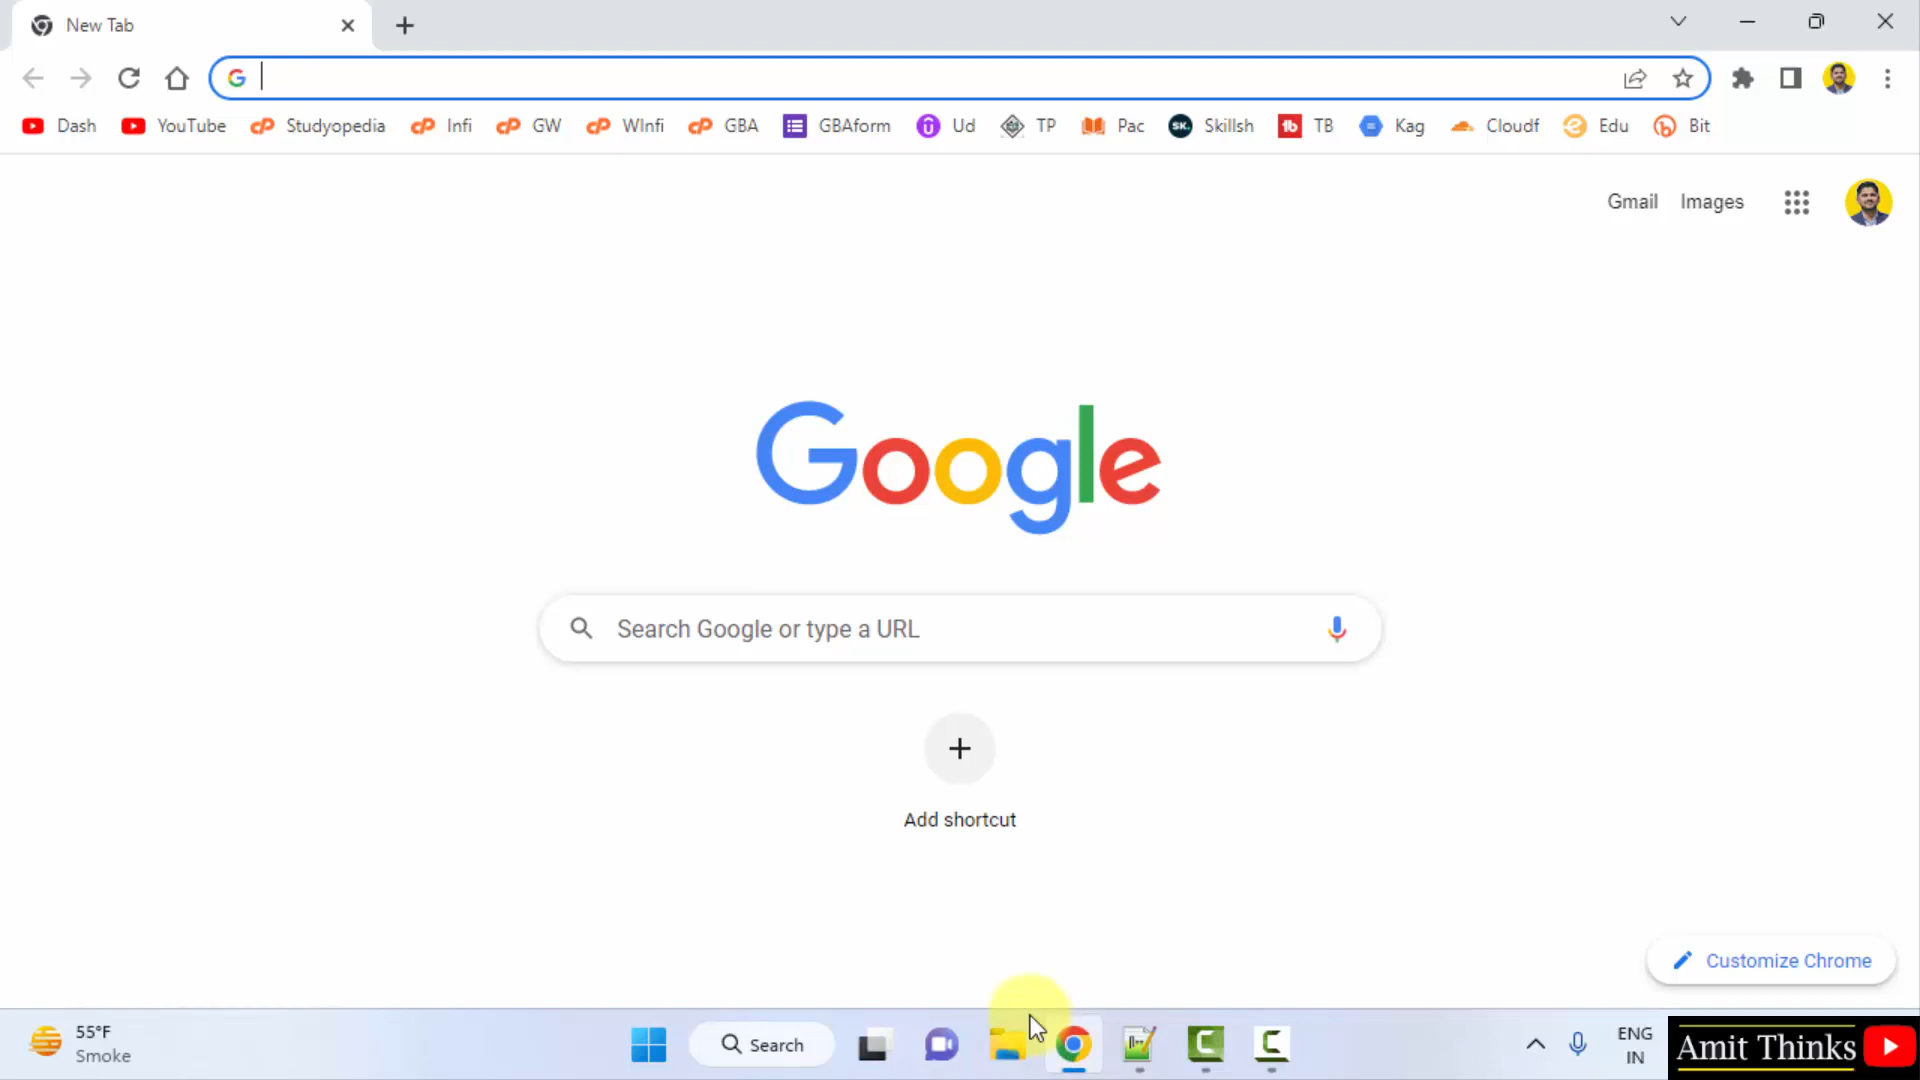 New Tab
Dash YouTube Studyopedia Infi GW WInfi GBA GBAform Ud TP Pac SK. Skillsh tb TB Kag Cloudf Edu Bit
Gmail Images
Google
Search Google or type a URL
Add shortcut
Customize Chrome
55°F
Smoke
Search
ENG
IN
Amit Thinks